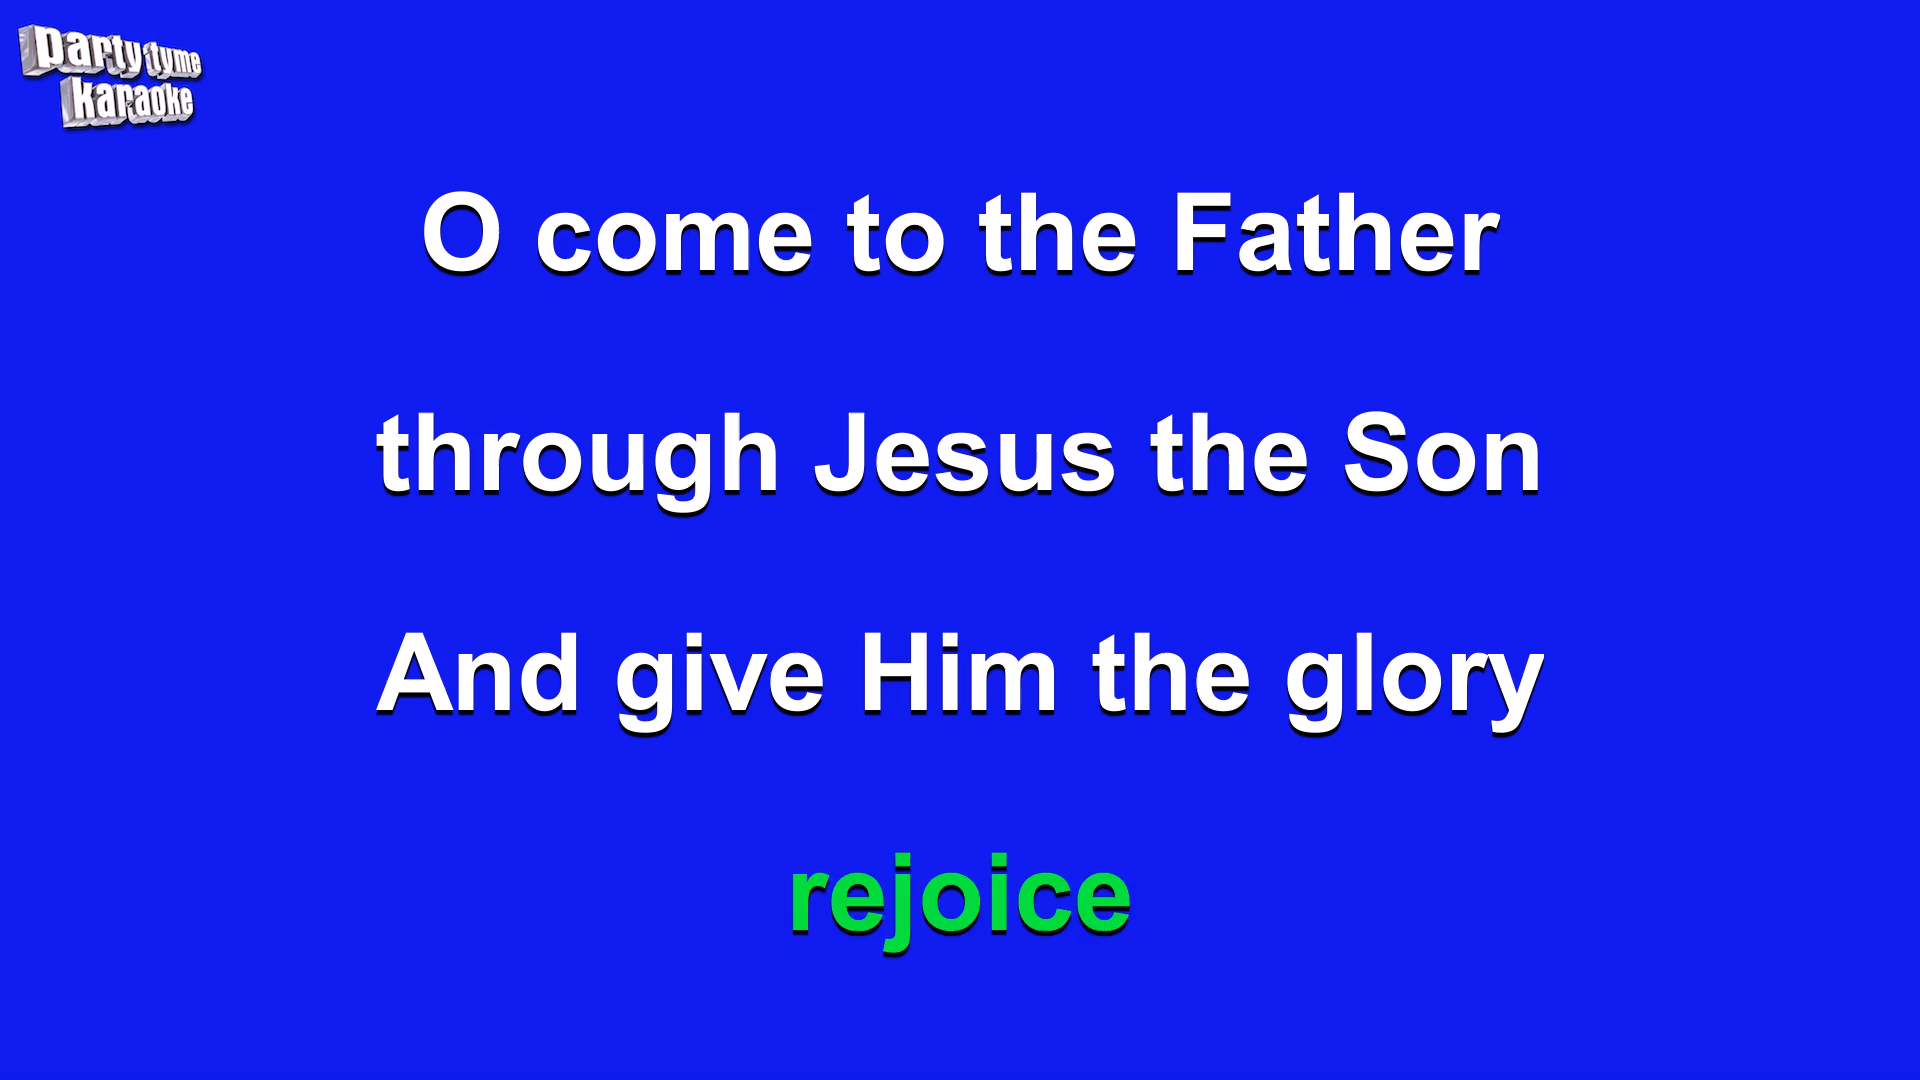 party tyme
karaoke
O come to the Father
through Jesus the Son
And give Him the glory
rejoice